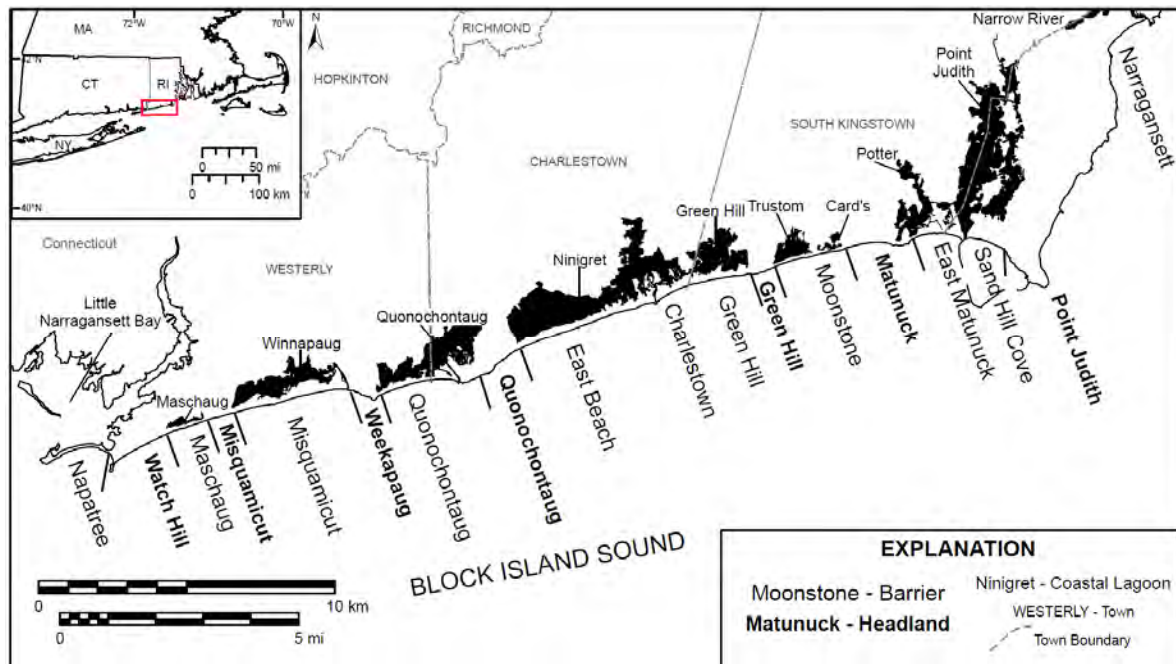 72°W
70°W
MA
42°N
CT
RI
NY
0
50 mi
0
100 km
40°N
N
RICHMOND
HOPKINTON
Narrow River
Point
Judith
Narragansett
SOUTH KINGSTOWN
CHARLESTOWN
Potter
Green Hill
Trustom
Card's
Connecticut
WESTERLY
Ninigret
Little
Narragansett Bay
Quonochontaug
Winnapaug
Maschaug
Napatree
Watch Hill
Maschaug
Misquamicut
Misquamicut
Weekapaug
Quonochontaug
Quonochontaug
East Beach
Charlestown
Green Hill
Green Hill
Moonstone
Matunuck
East Matunuck
Sand Hill Cove
Point Judith
BLOCK ISLAND SOUND
0
10 km
0
5 mi
EXPLANATION
Moonstone - Barrier
Matunuck - Headland
Ninigret - Coastal Lagoon
WESTERLY - Town
Town Boundary